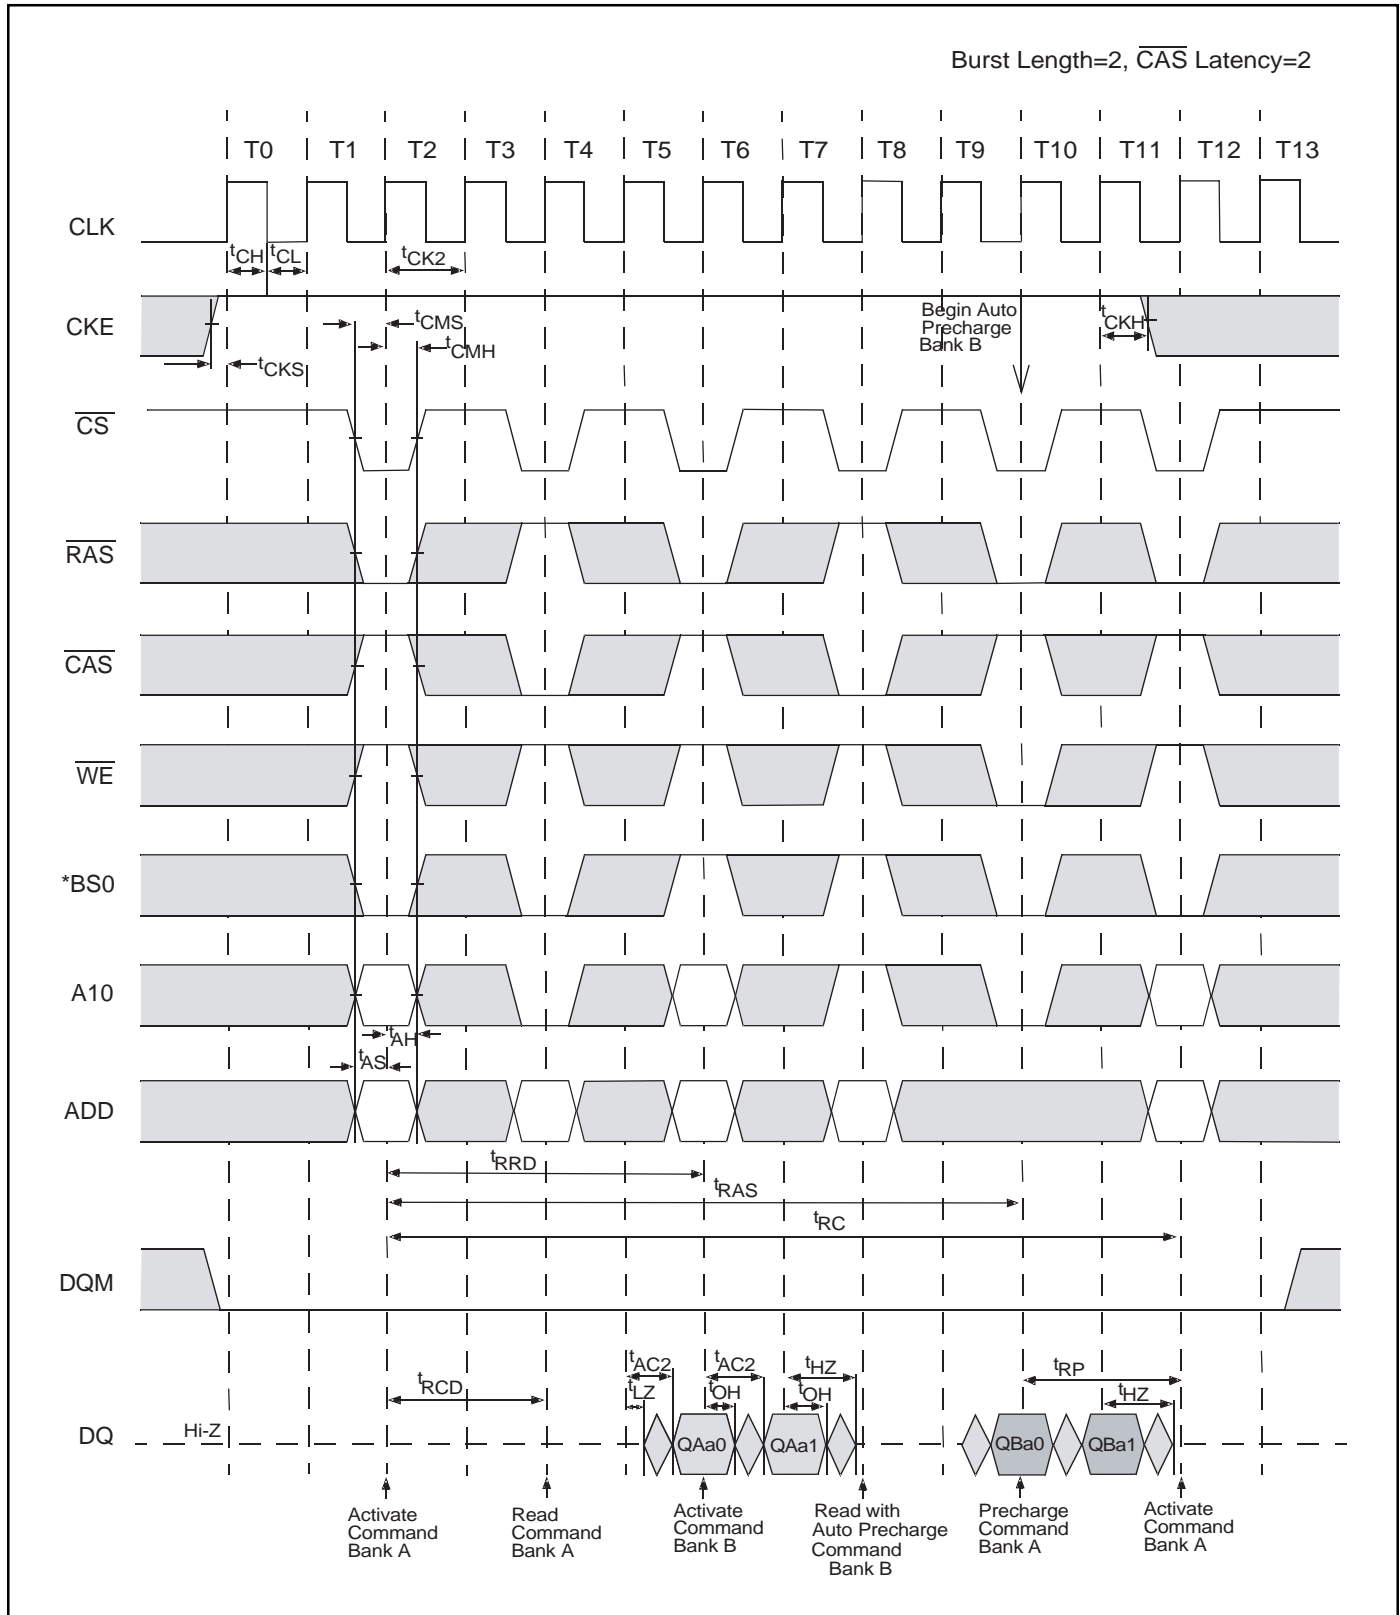 Burst Length=2, CAS Latency=2
T0 T1 T2 T3 T4 T5 T6 T7 T8 T9 T10 T11 T12 T13
CLK
tCH tCL tCK2
CKE
tCMS
tCMH
tCKS
Begin Auto
Precharge
Bank B
tCKH
CS
RAS
CAS
WE
*BS0
A10
tAH
tAS
ADD
tRRD
tRAS
tRC
DQM
tRCD
tAC2 tAC2 tHZ tRP
tLZ tOH tOH tHZ
DQ
Hi-Z
QAa0 QAa1 QBa0 QBa1
Activate
Command
Bank A
Read
Command
Bank A
Activate
Command
Bank B
Read with
Auto Precharge
Command
Bank B
Precharge
Command
Bank A
Activate
Command
Bank A